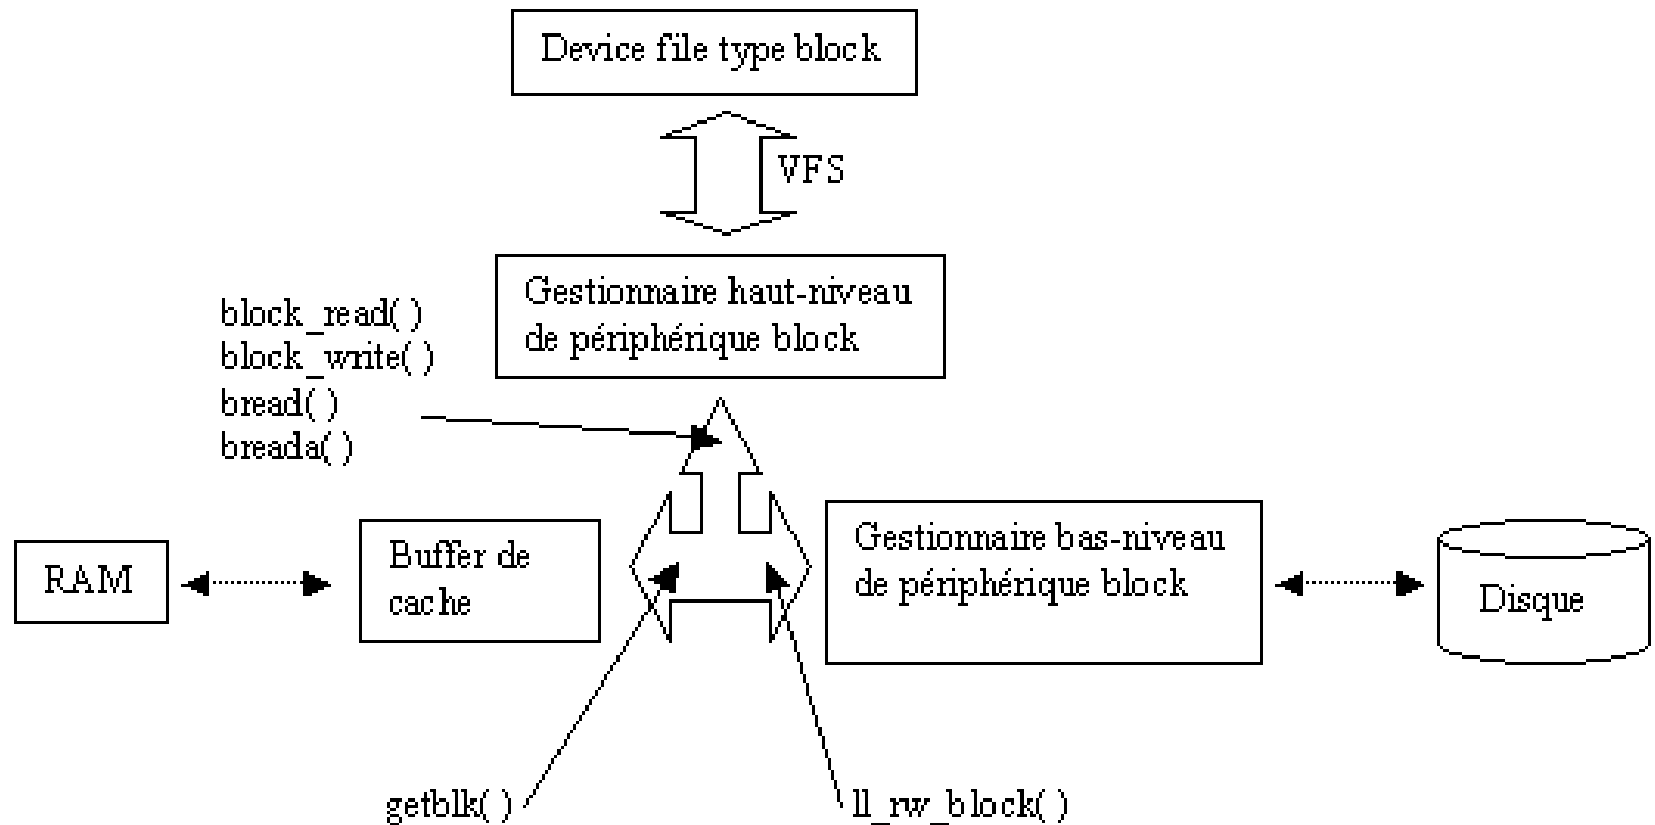 Device file type block
VFS
Gestionnaire haut-niveau
de périphérique block
block_read( )
block_write( )
bread( )
breada( )
RAM
Buffer de
cache
Gestionnaire bas-niveau
de périphérique block
Disque
getblk( )
ll_rw_block( )